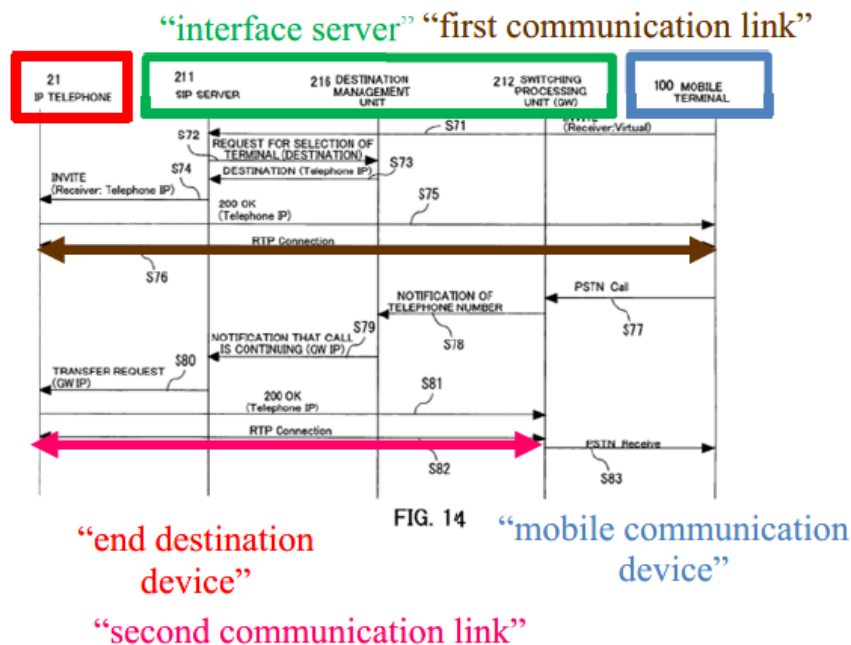 “interface server” “first communication link”
21
IP TELEPHONE
211
SIP SERVER
216 DESTINATION
MANAGEMENT
UNIT
212 SWITCHING
PROCESSING
UNIT (GW)
100 MOBILE
TERMINAL
S71
(Receiver:Virtual)
S72
REQUEST FOR SELECTION OF
TERMINAL (DESTINATION)
S73
DESTINATION (Telephone IP)
S74
INVITE
(Receiver: Telephone IP)
200 OK
(Telephone IP)
S75
RTP Connection
S76
PSTN Call
S77
NOTIFICATION OF
TELEPHONE NUMBER
S78
S79
NOTIFICATION THAT CALL
IS CONTINUING (GW IP)
S80
TRANSFER REQUEST
(GW IP)
200 OK
(Telephone IP)
S81
RTP Connection
S82
PSTN Receive
S83
FIG. 14
“end destination
device”
“mobile communication
device”
“second communication link”